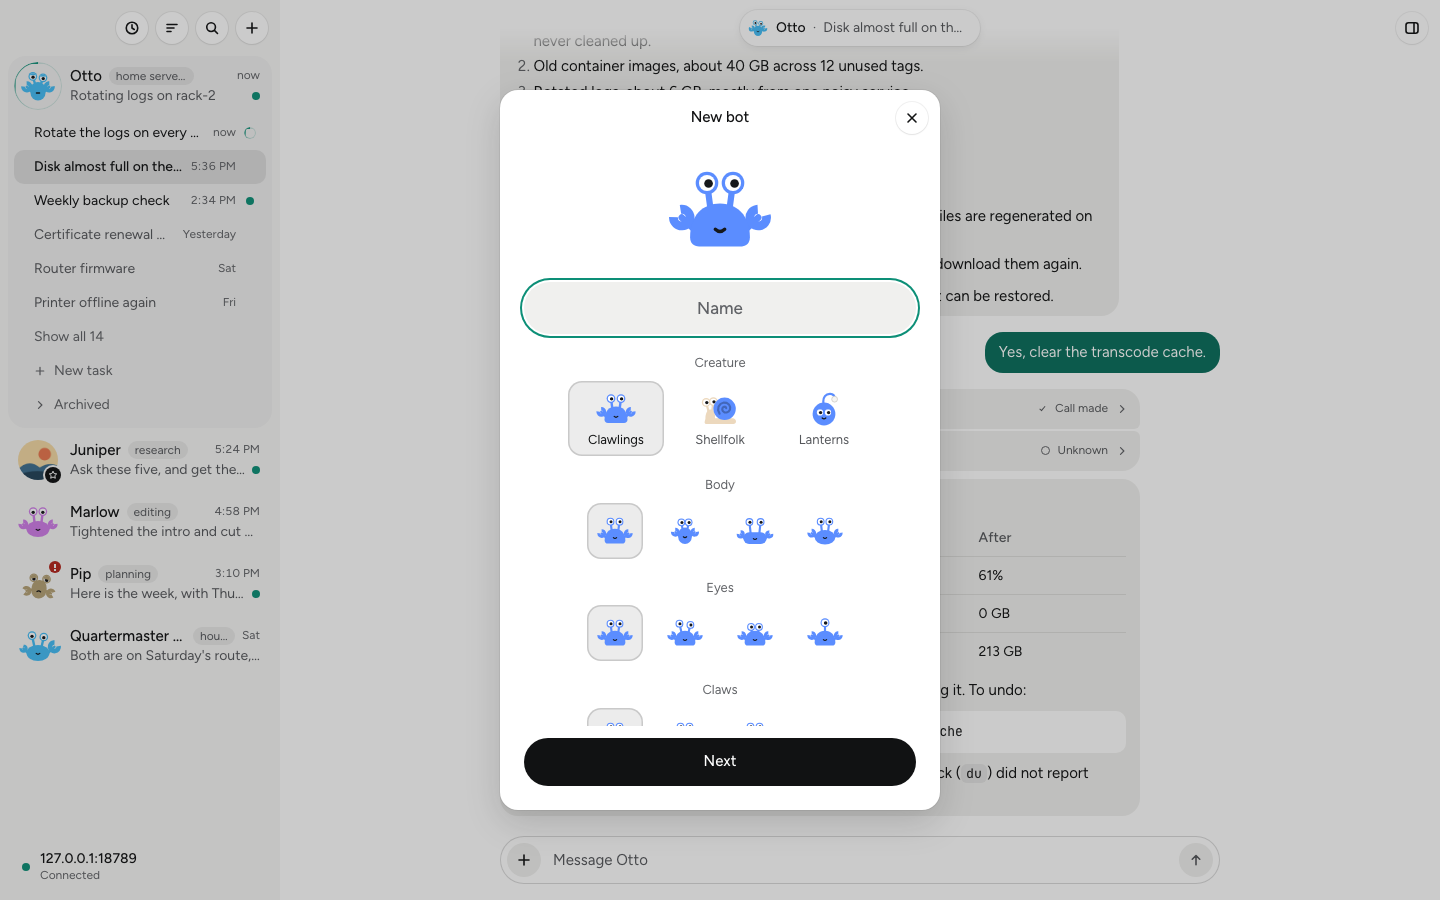 Otto
home serve...
now
Rotating logs on rack-2
Rotate the logs on every ...
now
Disk almost full on the...
5:36 PM
Weekly backup check
2:34 PM
Certificate renewal ...
Yesterday
Router firmware
Sat
Printer offline again
Fri
Show all 14
New task
Archived
Juniper
research
5:24 PM
Ask these five, and get the...
Marlow
editing
4:58 PM
Tightened the intro and cut ...
Pip
planning
3:10 PM
Here is the week, with Thu...
Quartermaster ...
hou...
Sat
Both are on Saturday's route,...
127.0.0.1:18789
Connected
Otto · Disk almost full on th...
never cleaned up.
2. Old container images, about 40 GB across 12 unused tags.
New bot
Name
Creature
Clawlings
Shellfolk
Lanterns
Body
Eyes
Claws
Next
iles are regenerated on
download them again.
t can be restored.
Yes, clear the transcode cache.
Call made
Unknown
After
61%
0 GB
213 GB
g it. To undo:
che
ck (du) did not report
Message Otto